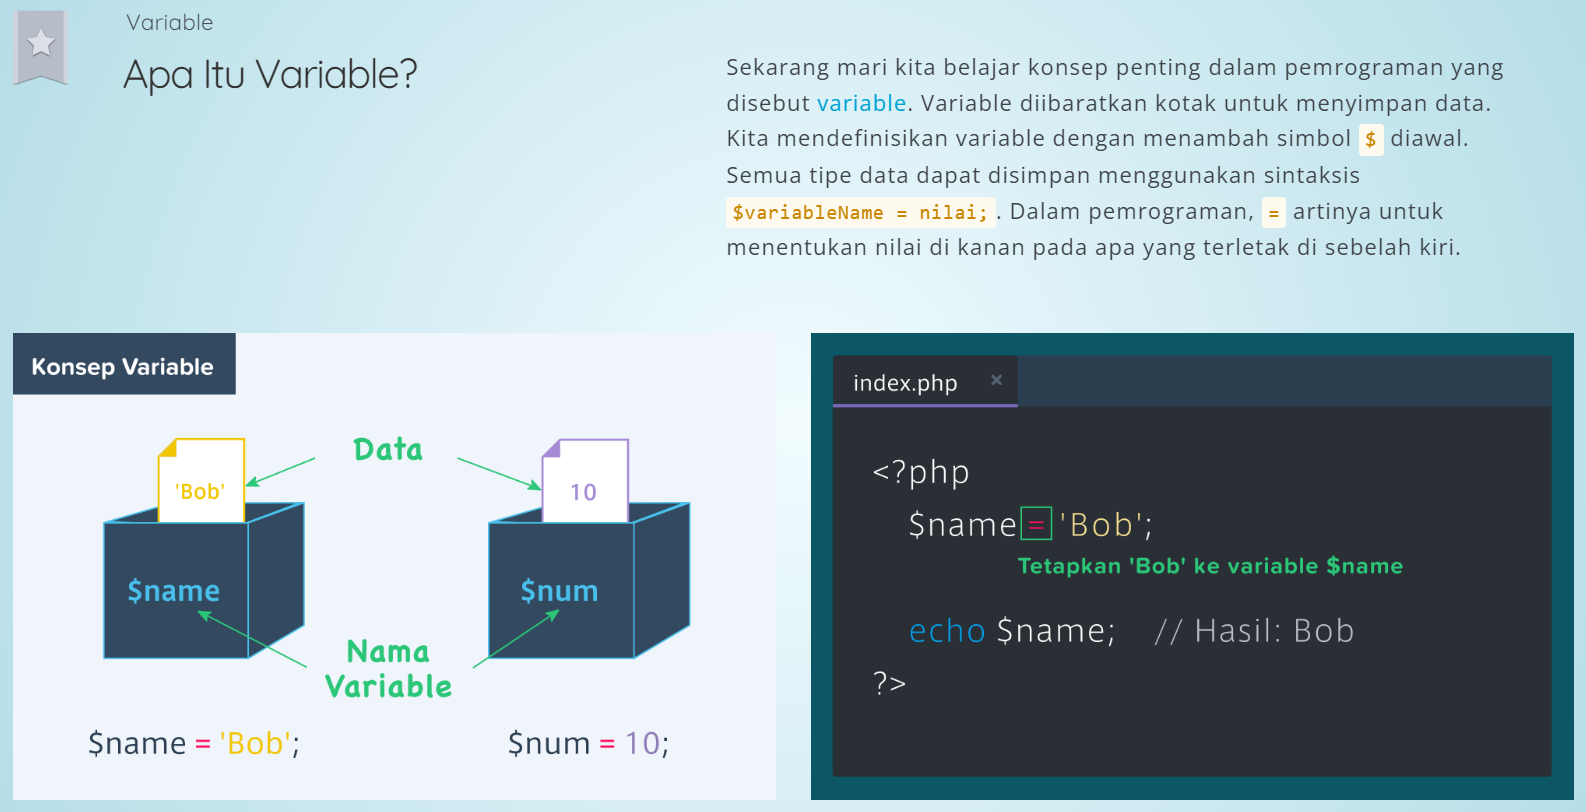 Variable
Apa Itu Variable?
Sekarang mari kita belajar konsep penting dalam pemrograman yang
disebut variable. Variable diibaratkan kotak untuk menyimpan data.
Kita mendefinisikan variable dengan menambah simbol $ diawal.
Semua tipe data dapat disimpan menggunakan sintaksis
$variableName = nilai;. Dalam pemrograman, = artinya untuk
menentukan nilai di kanan pada apa yang terletak di sebelah kiri.
Konsep Variable
Data
'Bob'
10
$name
$num
Nama
Variable
$name = 'Bob';
$num = 10;
index.php ×
<?php
$name = 'Bob';
Tetapkan 'Bob' ke variable $name
echo $name; // Hasil: Bob
?>